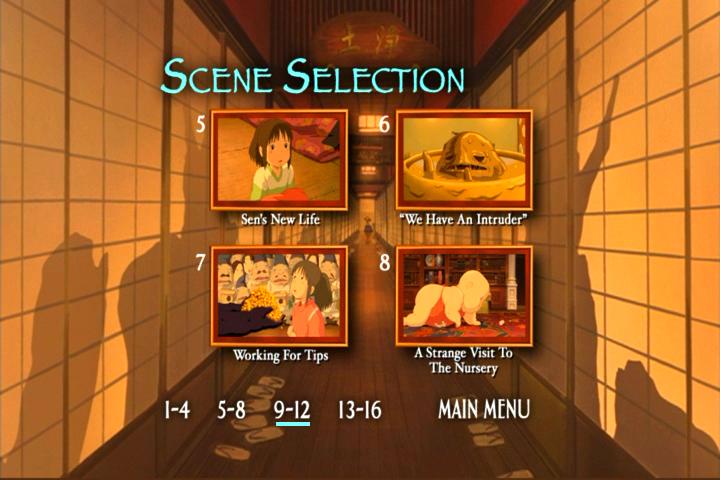 Scene Selection
5
6
Sen's New Life
"We Have An Intruder"
7
8
Working For Tips
A Strange Visit To
The Nursery
1-4 5-8 9-12 13-16 MAIN MENU